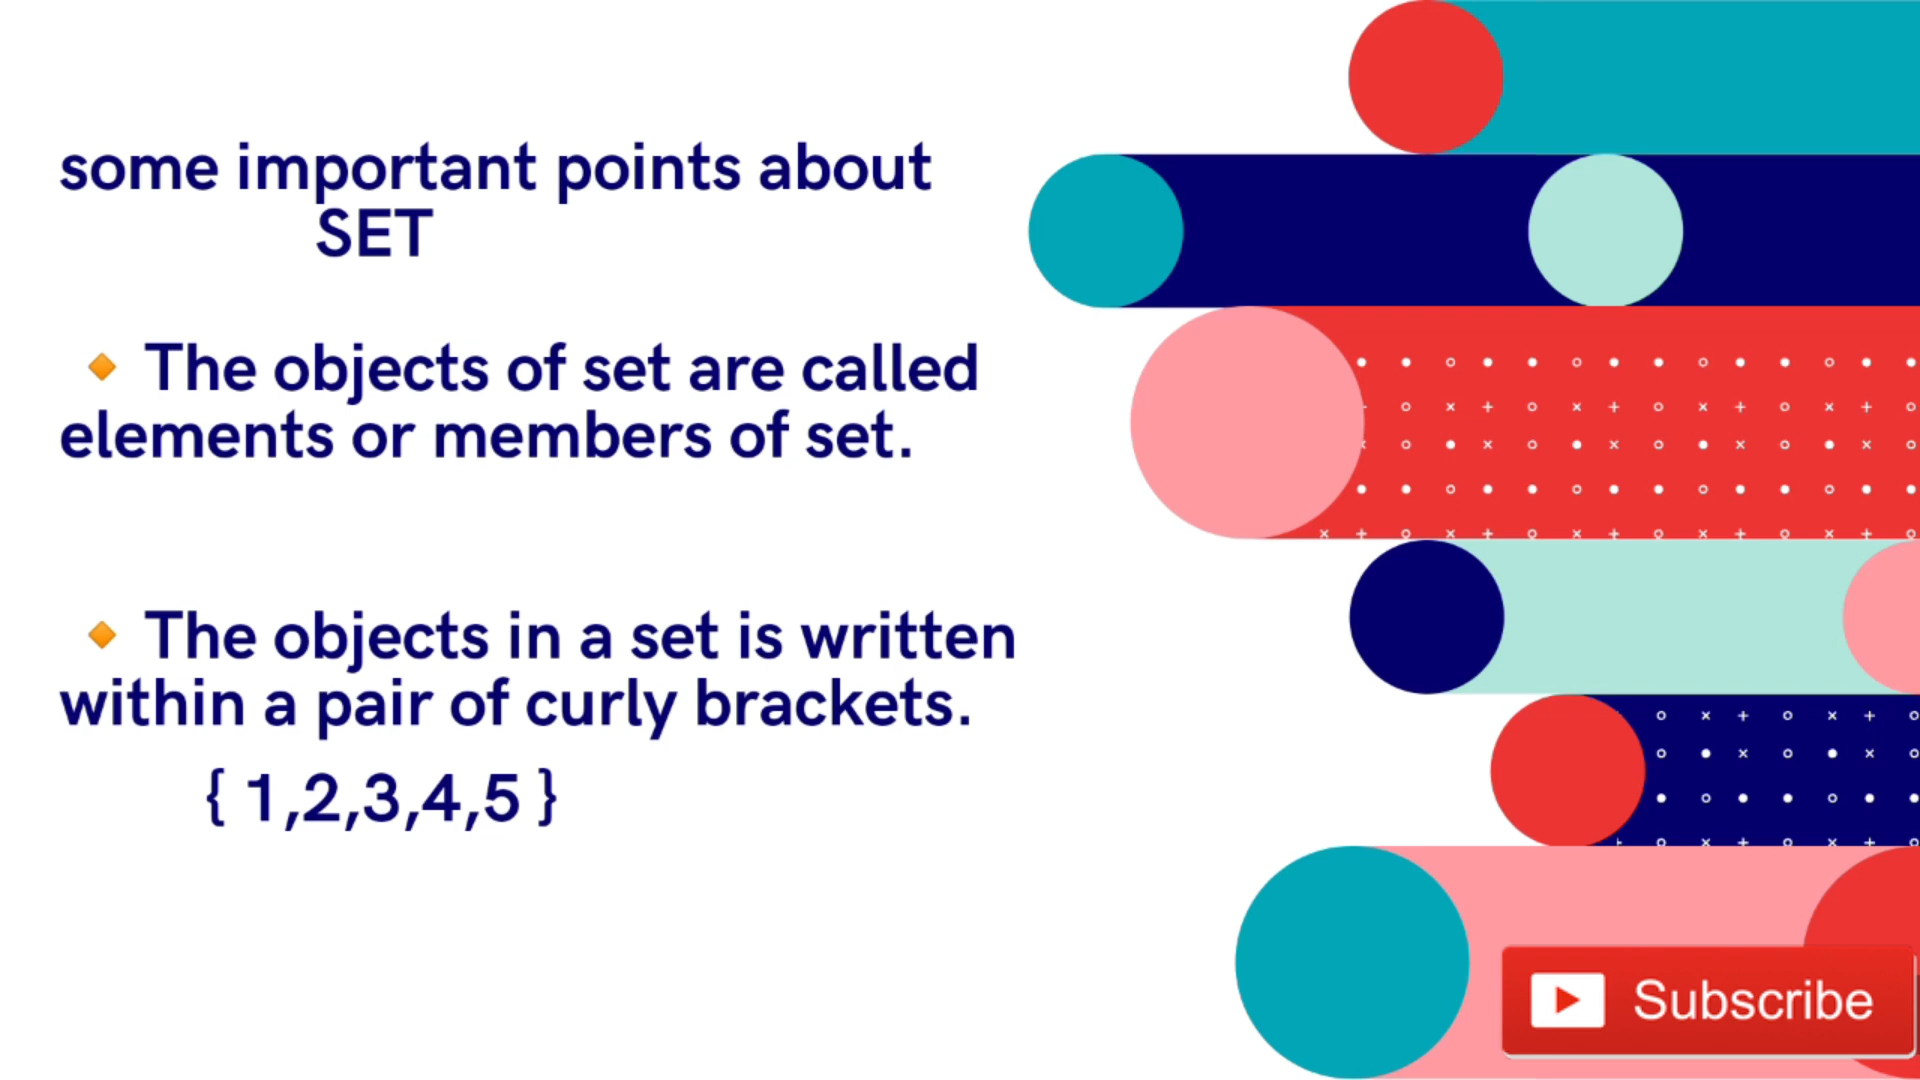 some important points about
SET
🔸 The objects of set are called
elements or members of set.
🔸 The objects in a set is written
within a pair of curly brackets.
{ 1,2,3,4,5 }
Subscribe